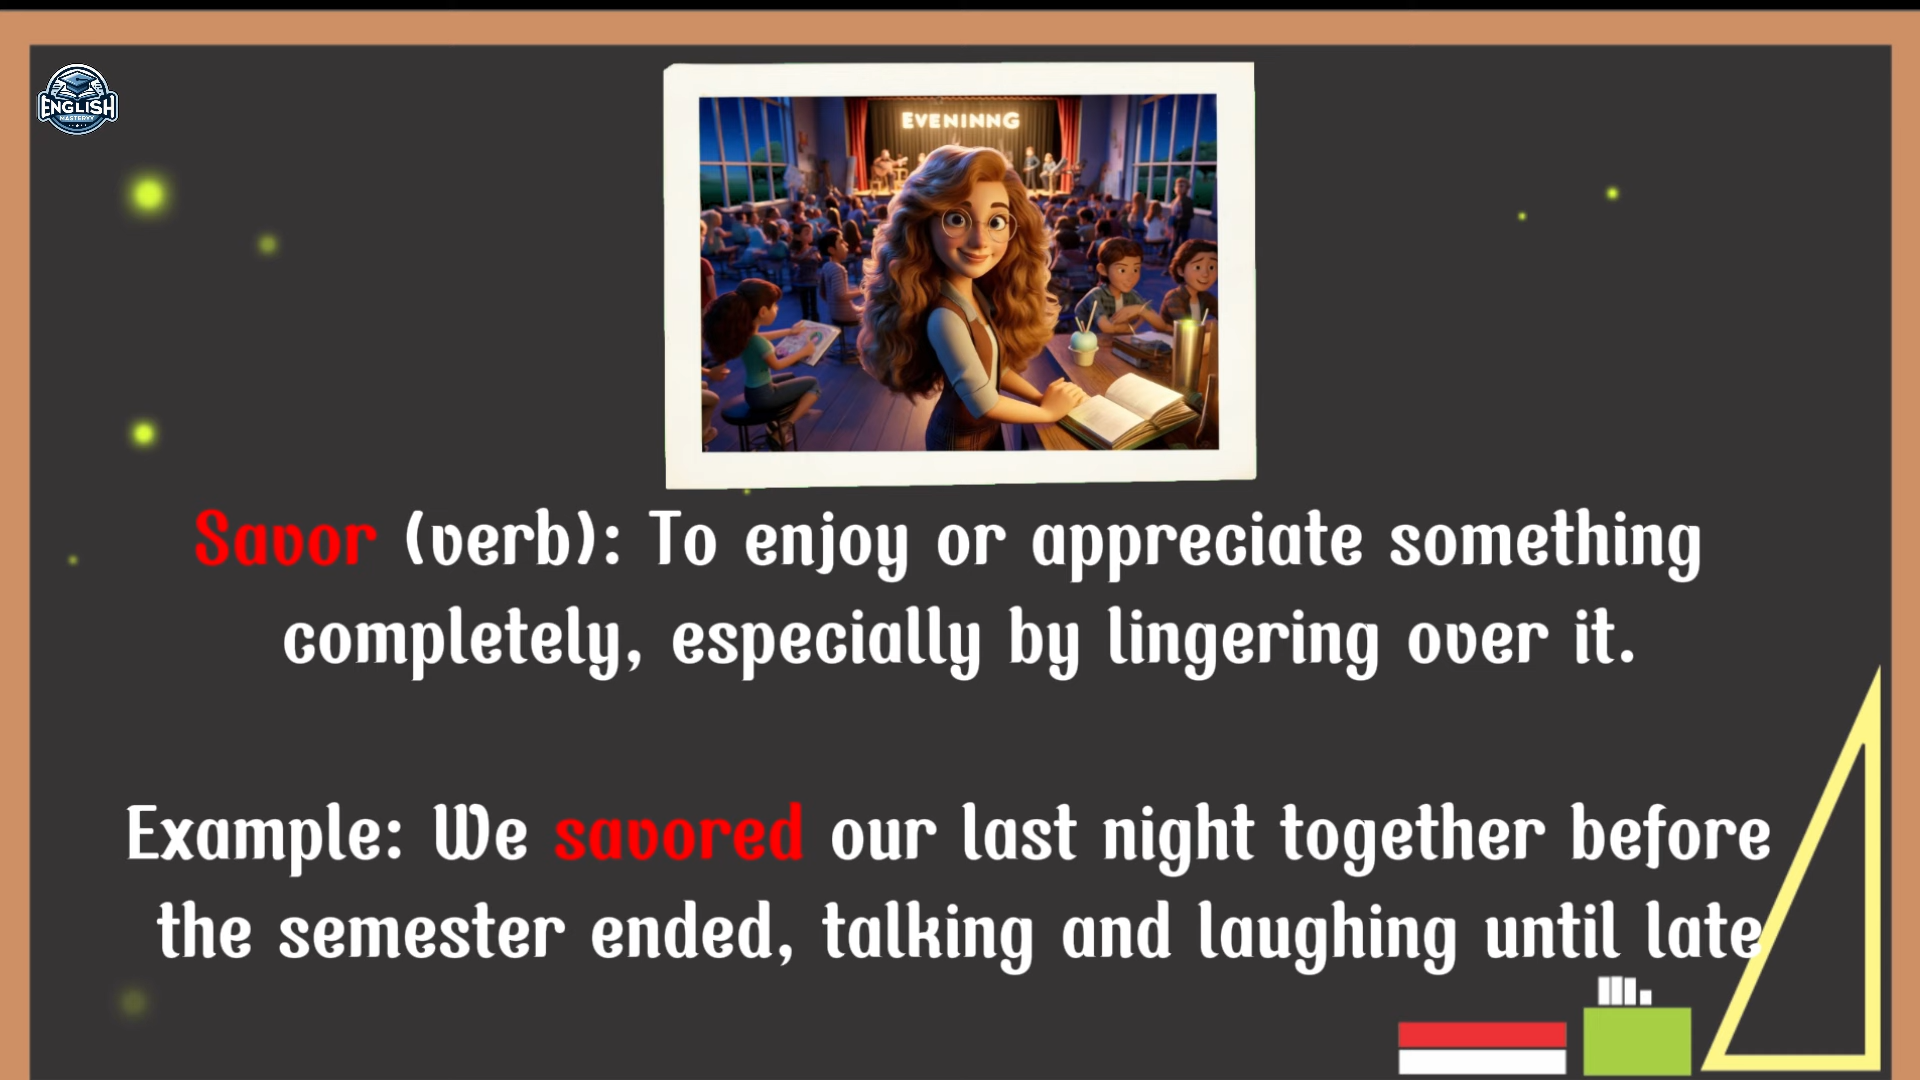 ENGLISH
MASTERYY
EVENINNG
Savor (verb): To enjoy or appreciate something
completely, especially by lingering over it.
Example: We savored our last night together before
the semester ended, talking and laughing until late